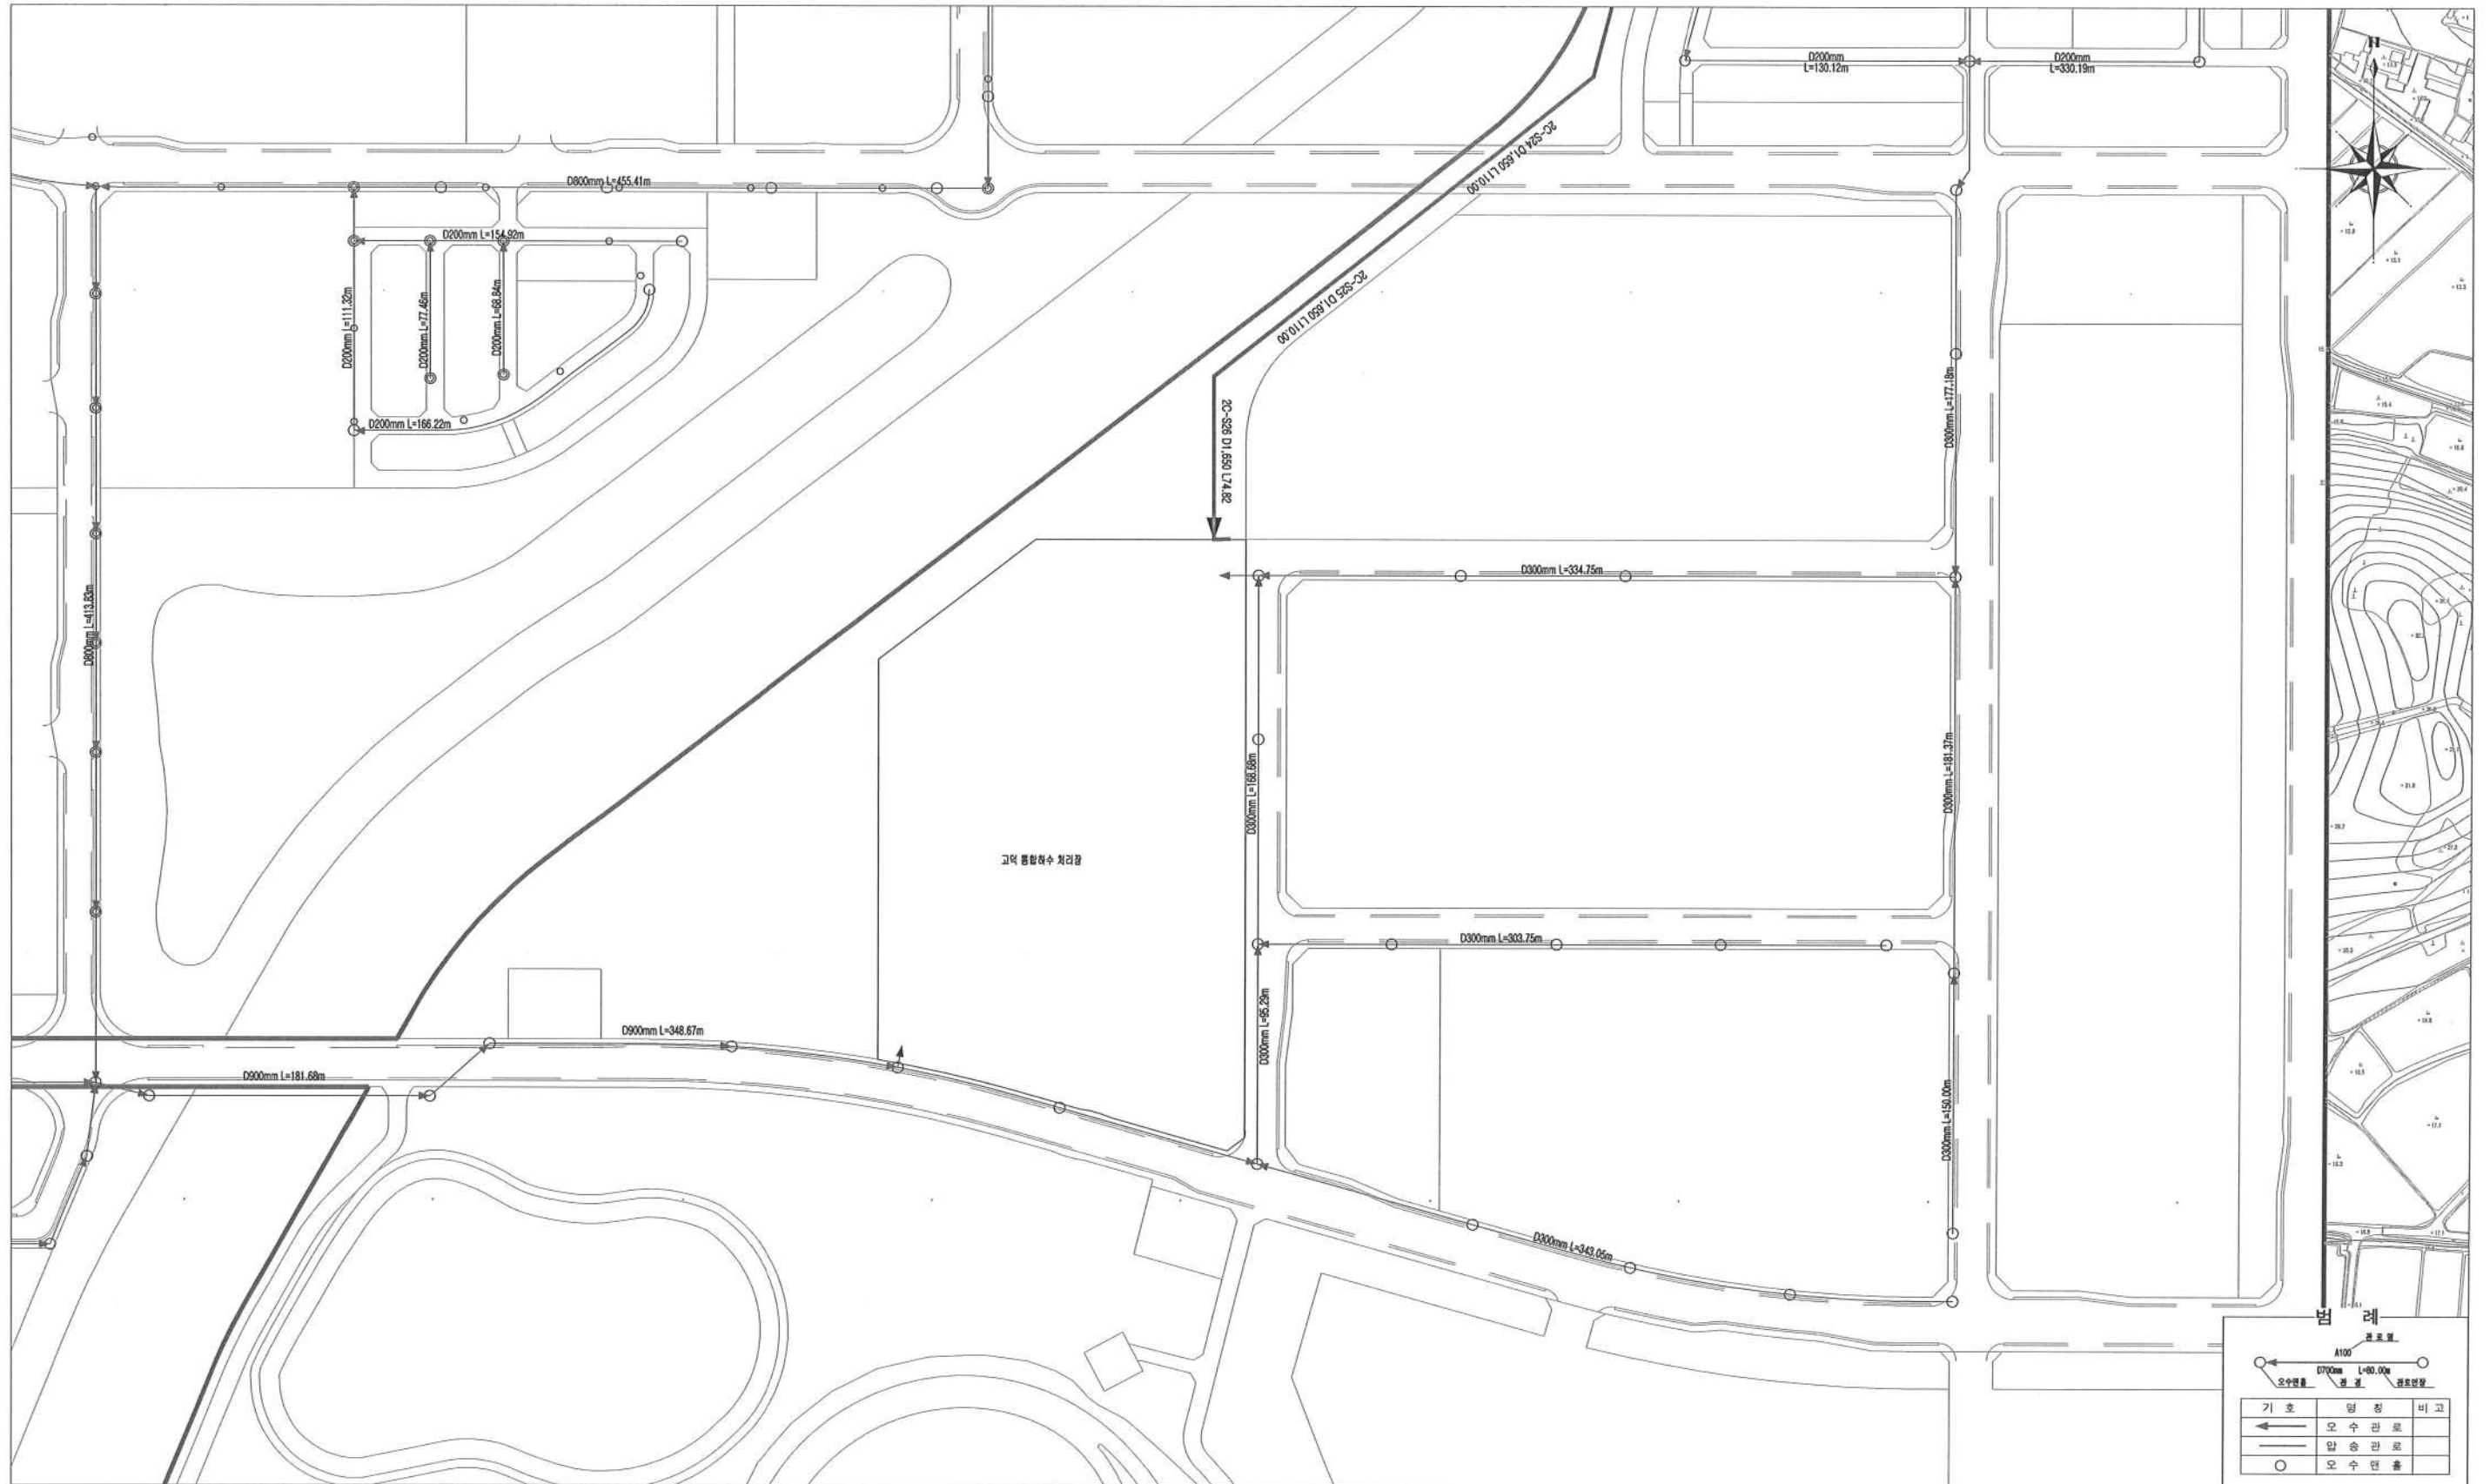 N
D200mm
L=130.12m
D200mm
L=330.19m
2C-S24 D1,650 L110.00
D800mm L=455.41m
D200mm L=154.92m
D200mm L=111.32m
D200mm L=77.46m
D200mm L=68.84m
2C-S25 D1,650 L110.00
D200mm L=166.22m
2C-S26 D1,650 L74.82
D300mm L=177.18m
D300mm L=334.75m
D800mm L=413.83m
D300mm L=168.68m
D300mm L=181.37m
고덕 통합하수 처리장
D300mm L=303.75m
D900mm L=348.67m
D300mm L=95.29m
D900mm L=181.68m
D300mm L=150.00m
D300mm L=343.05m
범 례
관로명
A100
D700mm L=60.00m
오수맨홀 관경 관로연장
기 호 명 칭 비 고
오 수 관 로
압 송 관 로
오 수 맨 홀